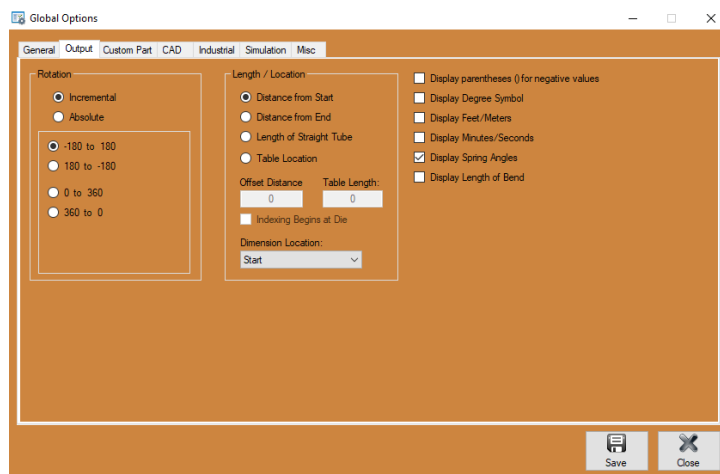 Global Options
General Output Custom Part CAD Industrial Simulation Misc
Rotation
Incremental
Absolute
-180 to 180
180 to -180
0 to 360
360 to 0
Length / Location
Distance from Start
Distance from End
Length of Straight Tube
Table Location
Offset Distance Table Length:
0 0
Indexing Begins at Die
Dimension Location:
Start
Display parentheses () for negative values
Display Degree Symbol
Display Feet/Meters
Display Minutes/Seconds
Display Spring Angles
Display Length of Bend
Save Close